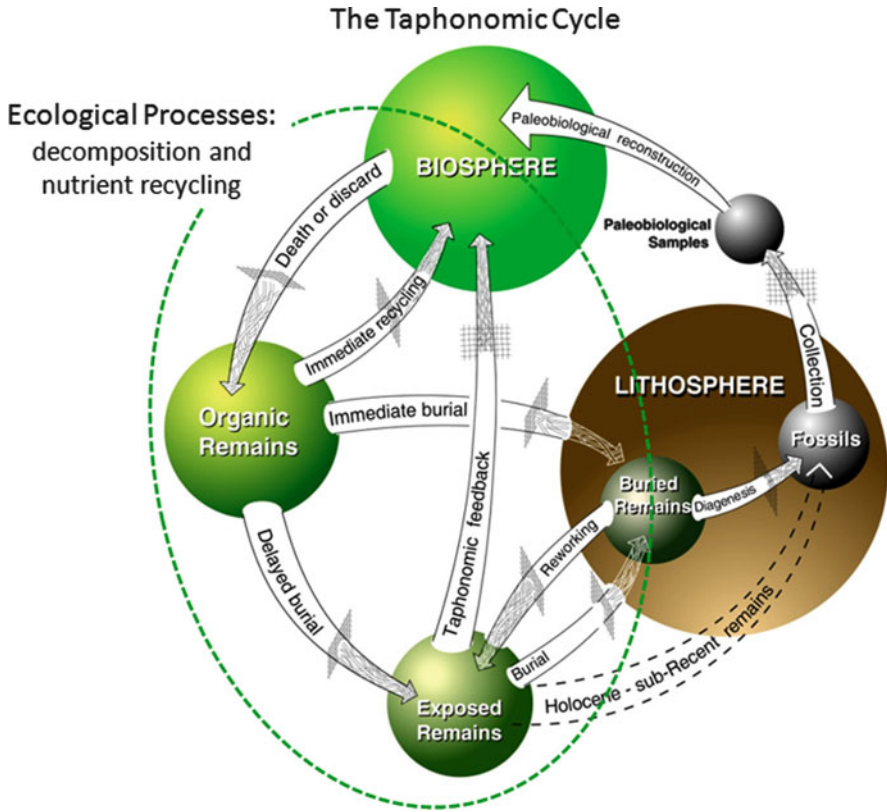 The Taphonomic Cycle
Ecological Processes:
decomposition and
nutrient recycling
BIOSPHERE
Paleobiological reconstruction
Death or discard
Paleobiological
Samples
Immediate recycling
Collection
LITHOSPHERE
Organic
Remains
Immediate burial
Fossils
Buried
Remains
Diagenesis
Taphonomic feedback
Reworking
Delayed burial
Burial
Holocene - sub-Recent remains
Exposed
Remains